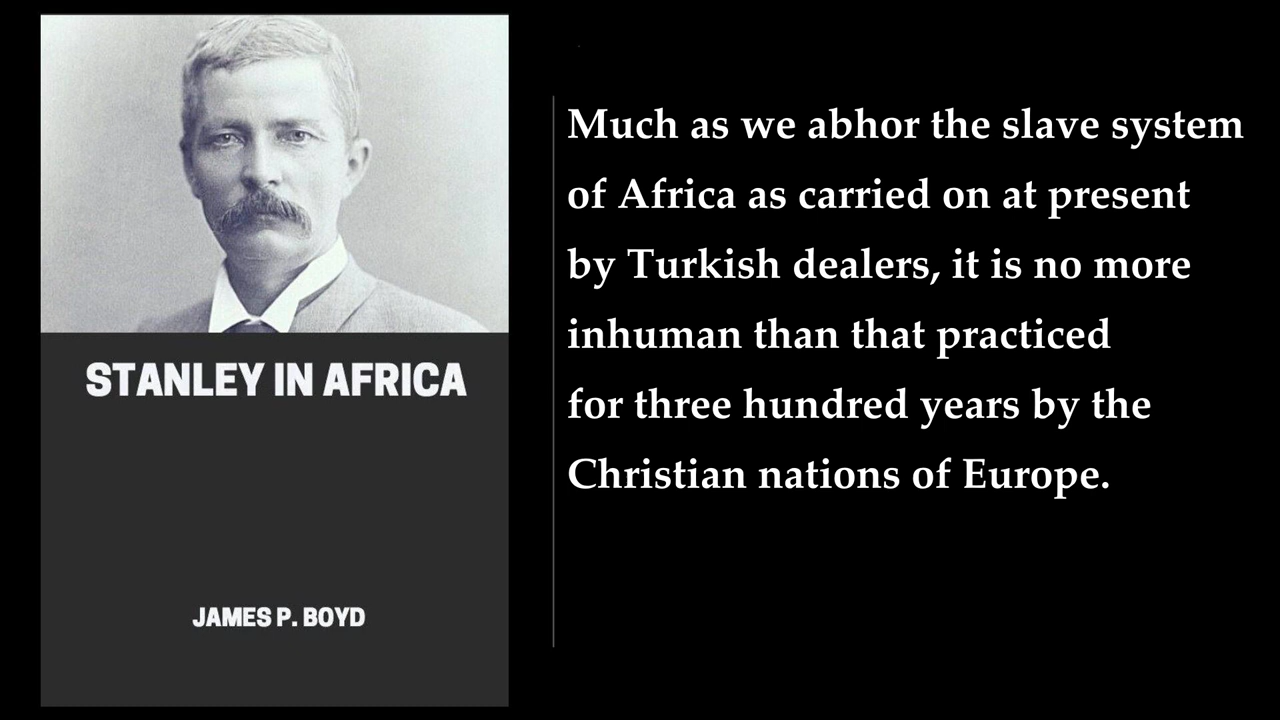 STANLEY IN AFRICA
JAMES P. BOYD
Much as we abhor the slave system
of Africa as carried on at present
by Turkish dealers, it is no more
inhuman than that practiced
for three hundred years by the
Christian nations of Europe.